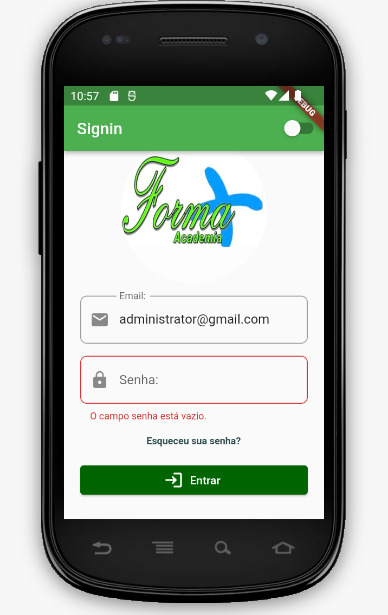 10:57
DEBUG
Signin
Forma
Academia
Email:
administrator@gmail.com
Senha:
O campo senha está vazio.
Esqueceu sua senha?
Entrar